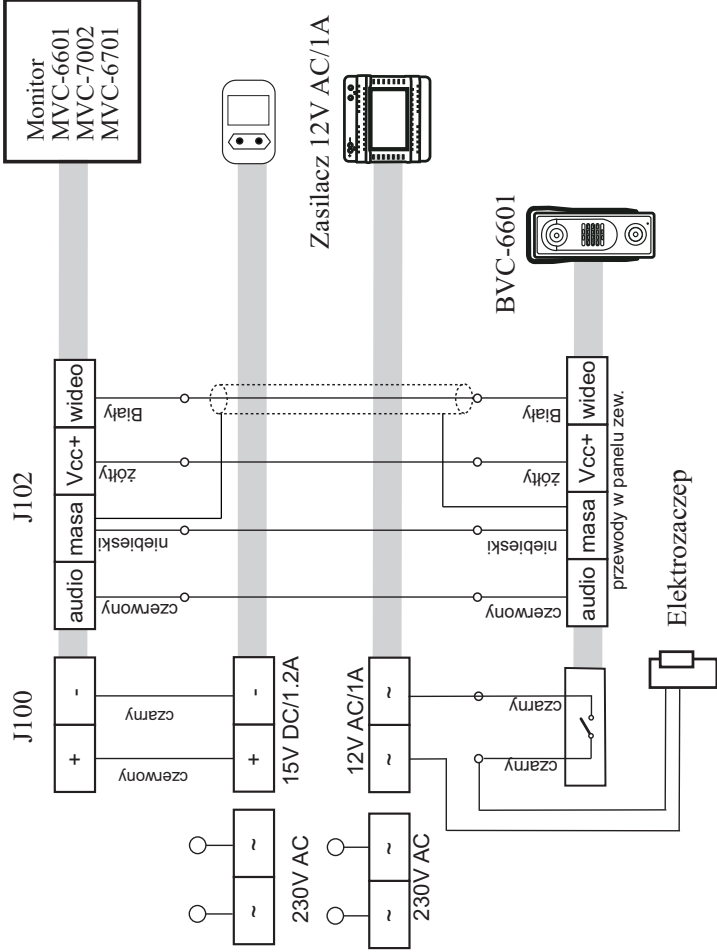 Monitor
MVC-6601
MVC-7002
MVC-6701
Zasilacz 12V AC/1A
BVC-6601
J102
audio masa Vcc+ wideo
czerwony
niebieski
żółty
Biały
J100
+ -
czerwony
czarny
+ -
15V DC/1.2A
~ ~
230V AC
~ ~
12V AC/1A
~ ~
230V AC
czerwony
niebieski
żółty
Biały
audio masa Vcc+ wideo
przewody w panelu zew.
czarny
czarny
Elektrozaczep